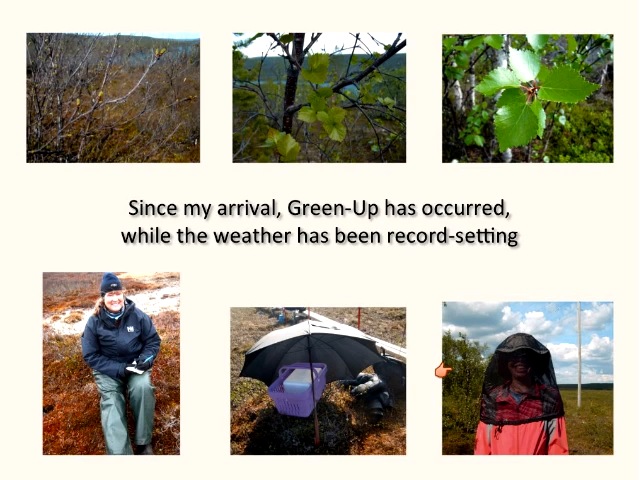 Since my arrival, Green-Up has occurred,
while the weather has been record-setting